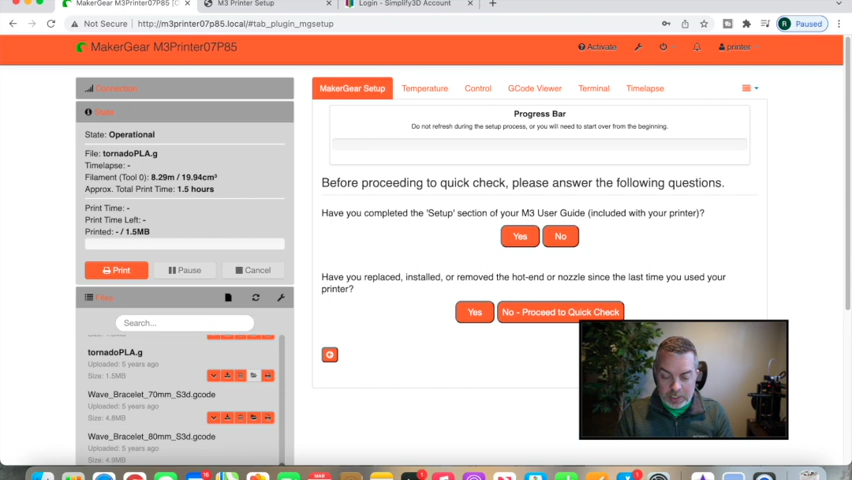 MakerGear M3Printer07P85
M3 Printer Setup
Login - Simplify3D Account
Not Secure
http://m3printer07p85.local/#tab_plugin_mgsetup
R
Paused
MakerGear M3Printer07P85
Activate
printer
Connection
State
State: Operational
File: tornadoPLA.g
Timelapse: -
Filament (Tool 0): 8.29m / 19.94cm³
Approx. Total Print Time: 1.5 hours
Print Time: -
Print Time Left: -
Printed: - / 1.5MB
Print
Pause
Cancel
Files
Search...
tornadoPLA.g
Uploaded: 5 years ago
Size: 1.5MB
Wave_Bracelet_70mm_S3d.gcode
Uploaded: 5 years ago
Size: 4.8MB
Wave_Bracelet_80mm_S3d.gcode
Uploaded: 5 years ago
Size: 4.9MB
MakerGear Setup
Temperature
Control
GCode Viewer
Terminal
Timelapse
Progress Bar
Do not refresh during the setup process, or you will need to start over from the beginning.
Before proceeding to quick check, please answer the following questions.
Have you completed the 'Setup' section of your M3 User Guide (included with your printer)?
Yes
No
Have you replaced, installed, or removed the hot-end or nozzle since the last time you used your
printer?
Yes
No - Proceed to Quick Check